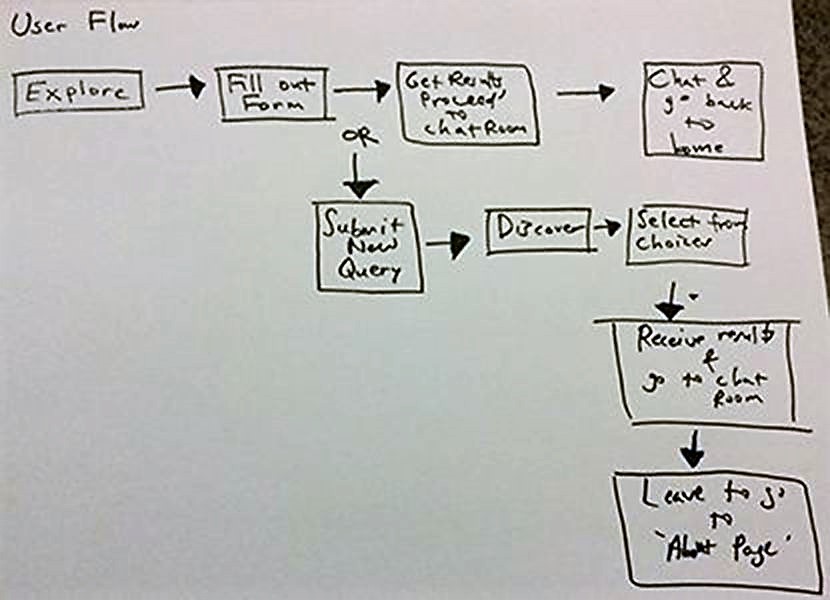 User Flow
Explore
Fill out
Form
Get Results
Proceed
to
chat Room
Chat &
go back
to
home
OR
Submit
New
Query
Discover
Select from
choices
Receive results
&
go to chat
Room
Leave to go
to
'About Page'